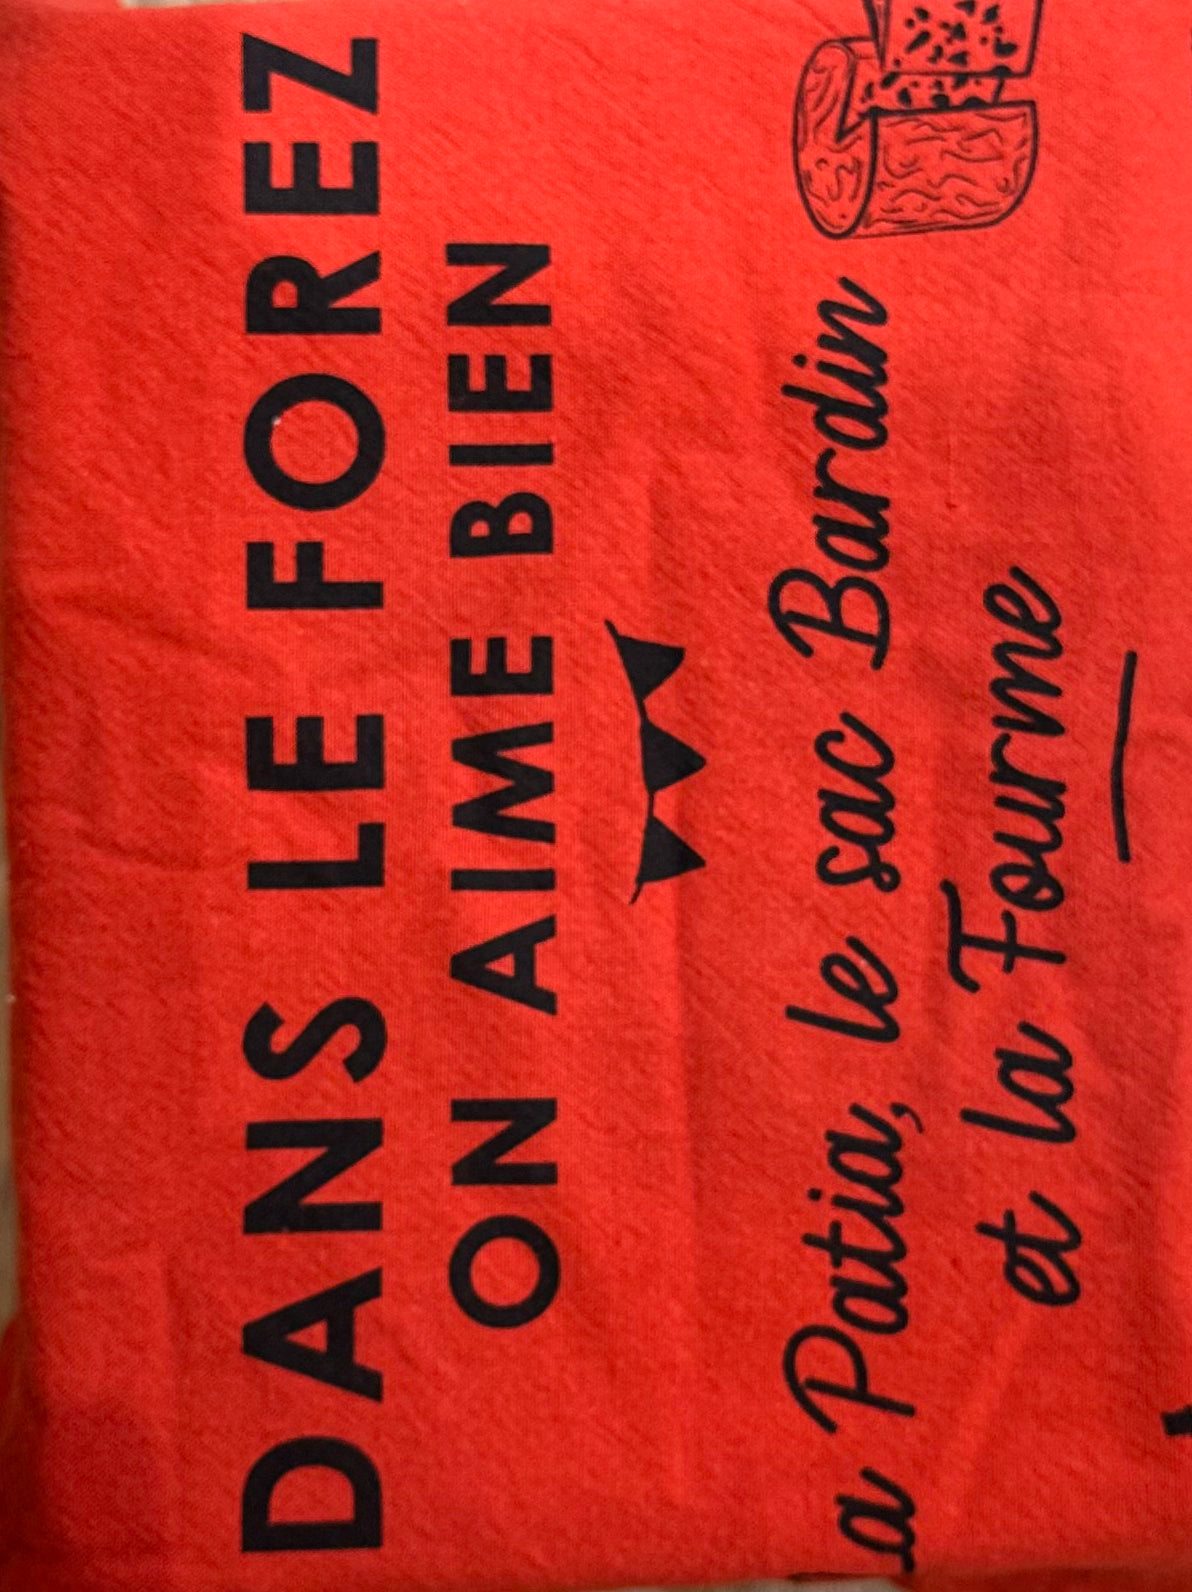 DANS LE FOREZ
ON AIME BIEN
a Patia, le sac Bardin
et la Fourme